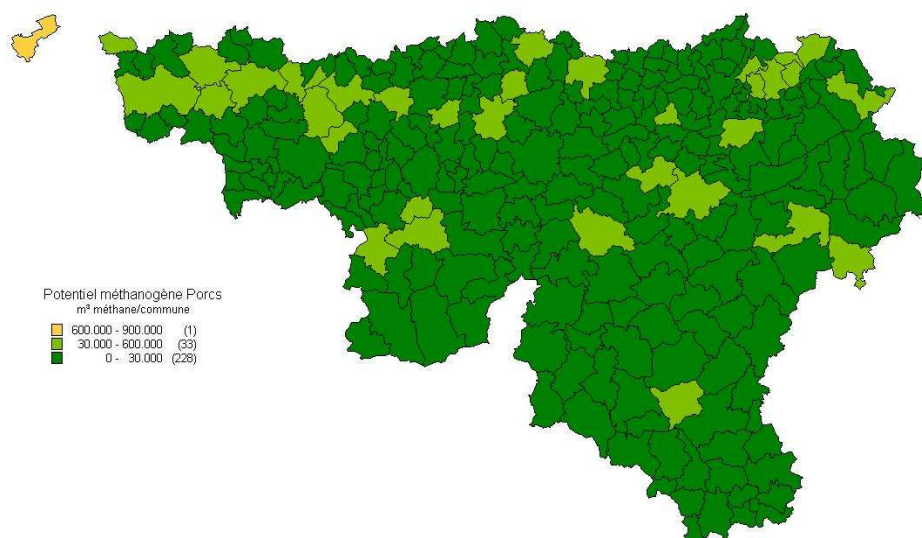 Potentiel méthanogène Porcs
m³ méthane/commune
600.000 - 900.000 (1)
30.000 - 600.000 (33)
0 - 30.000 (228)